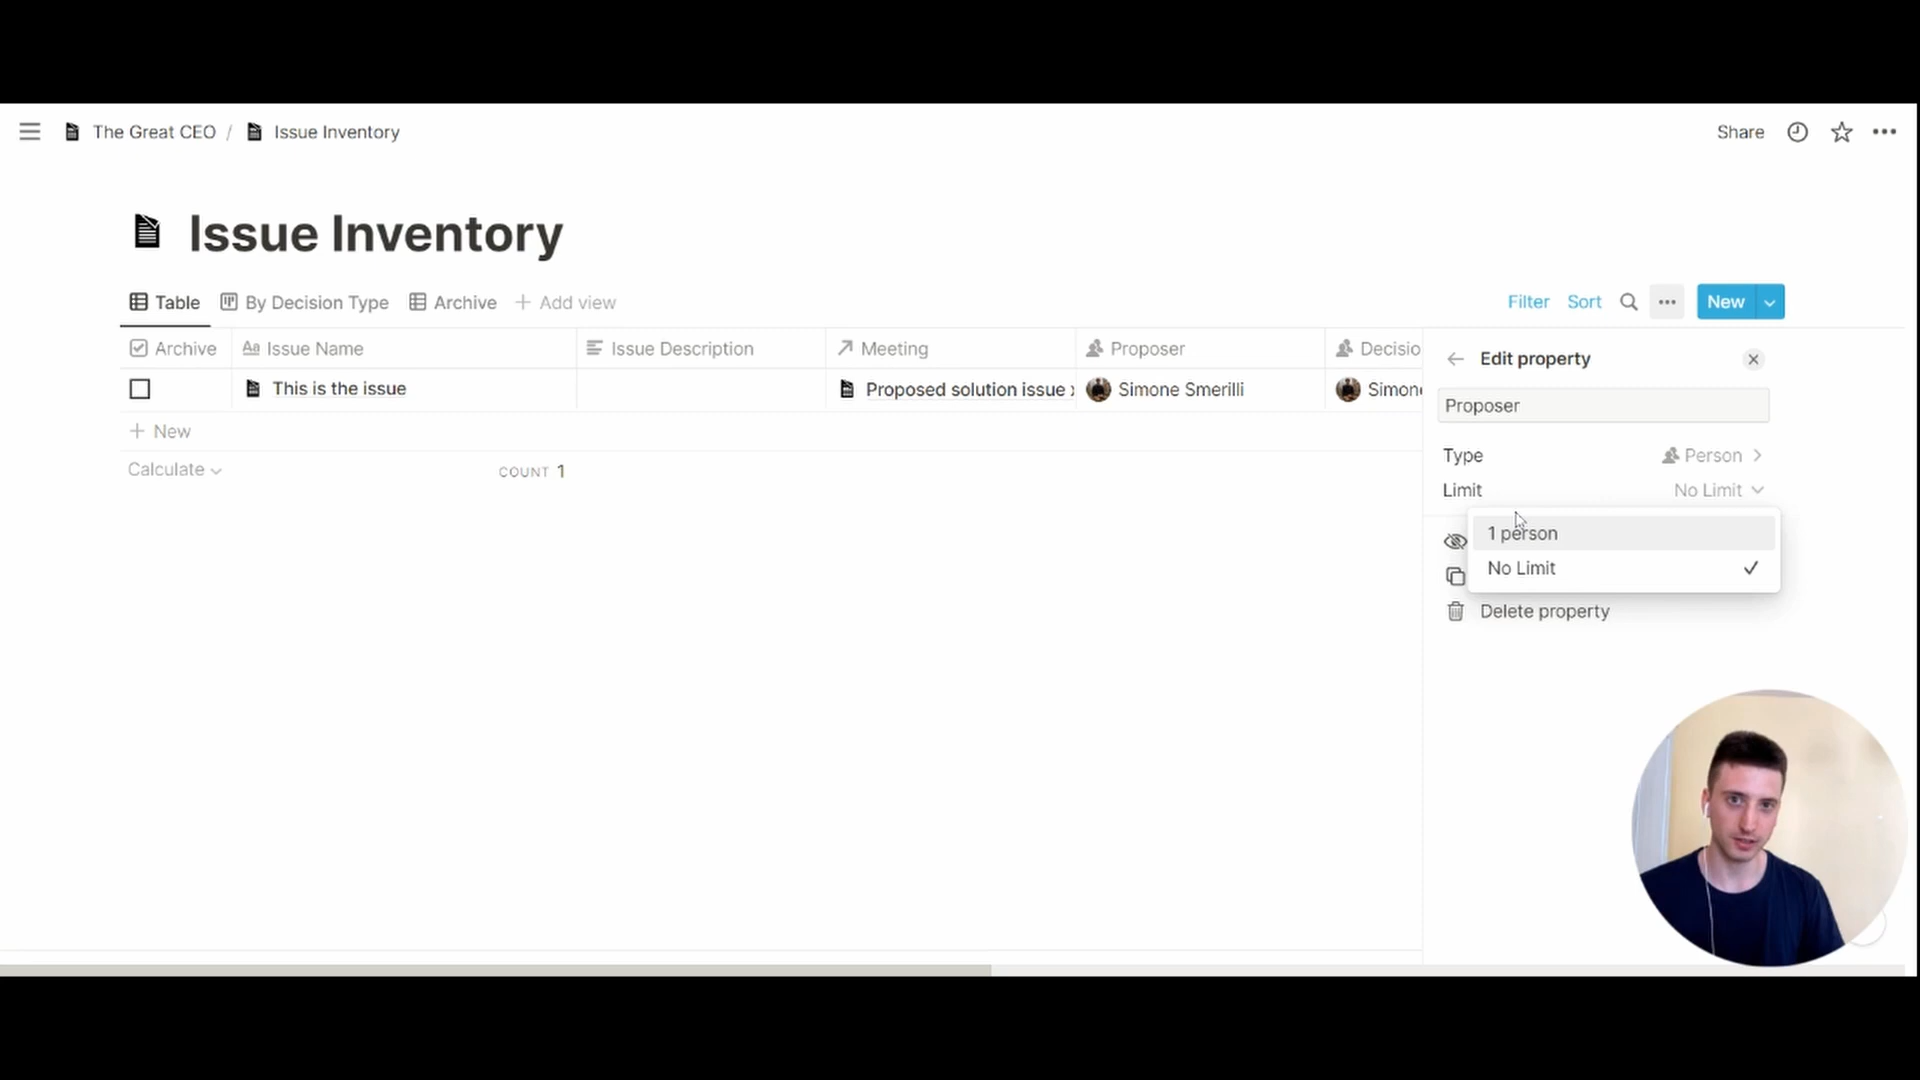 The Great CEO / Issue Inventory
Share
Issue Inventory
Table By Decision Type Archive + Add view
Filter Sort New
Archive Aa Issue Name Issue Description Meeting Proposer Decisio
This is the issue Proposed solution issue Simone Smerilli Simon
+ New
Calculate COUNT 1
Edit property
Proposer
Type Person
Limit No Limit
1 person
No Limit
Delete property